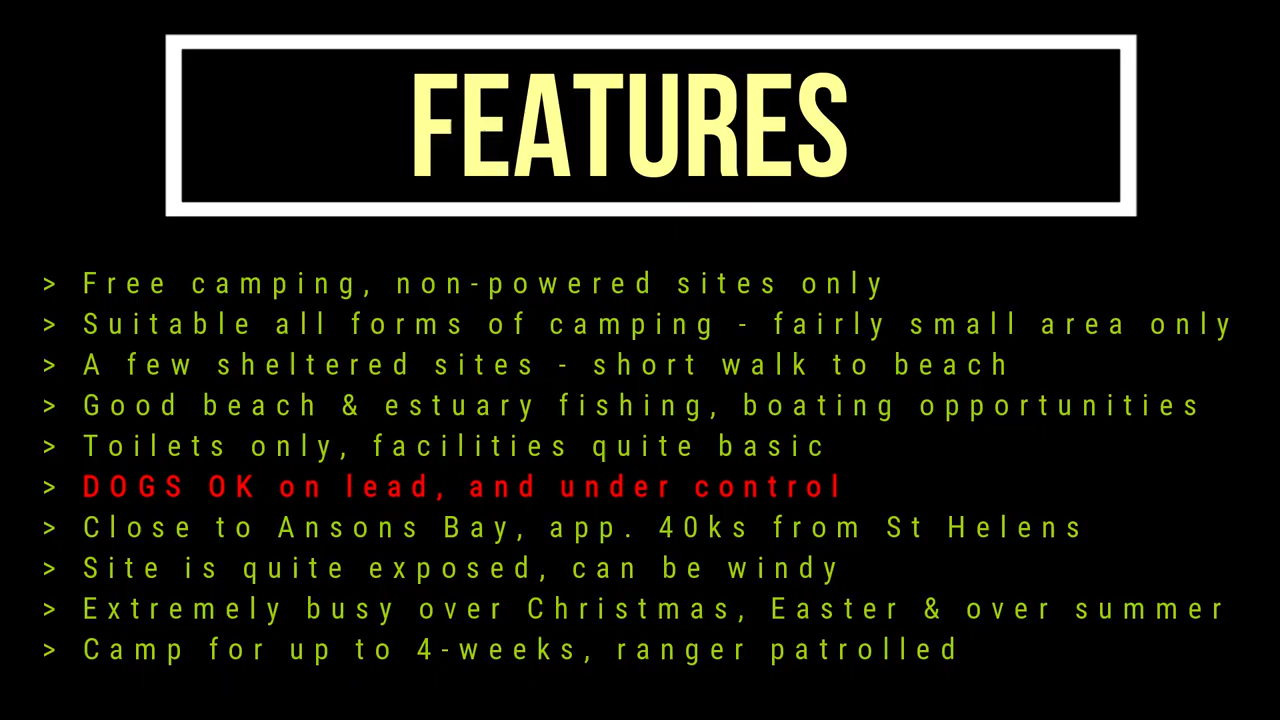 FEATURES
> Free camping, non-powered sites only
> Suitable all forms of camping - fairly small area only
> A few sheltered sites - short walk to beach
> Good beach & estuary fishing, boating opportunities
> Toilets only, facilities quite basic
> DOGS OK on lead, and under control
> Close to Ansons Bay, app. 40ks from St Helens
> Site is quite exposed, can be windy
> Extremely busy over Christmas, Easter & over summer
> Camp for up to 4-weeks, ranger patrolled